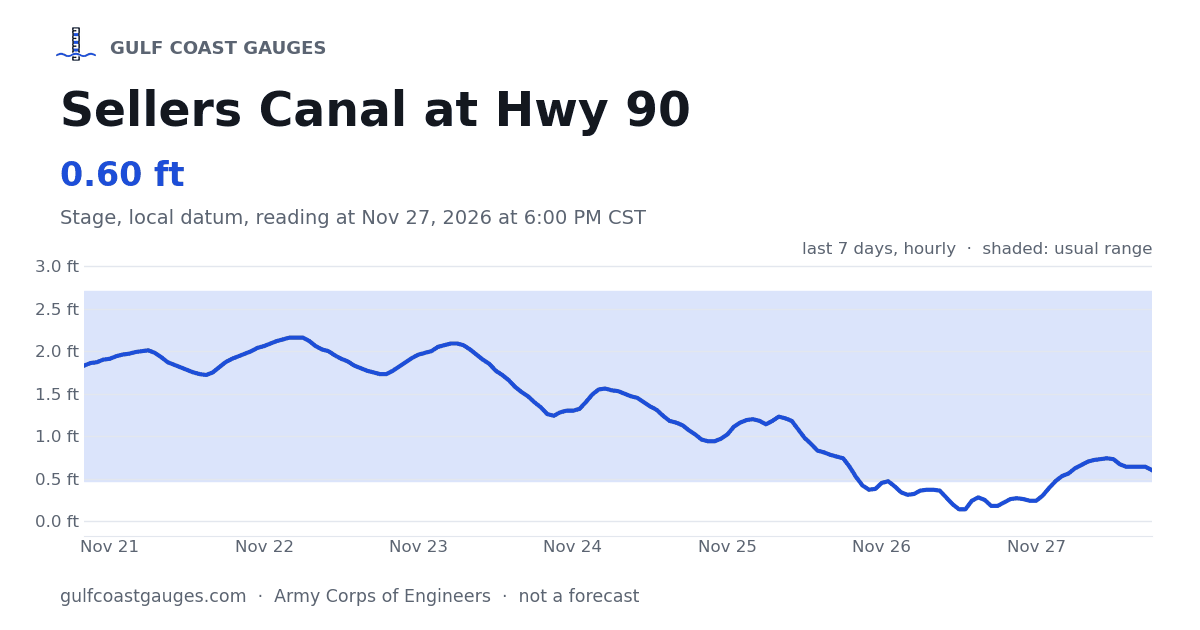 GULF COAST GAUGES
Sellers Canal at Hwy 90
0.60 ft
Stage, local datum, reading at Nov 27, 2026 at 6:00 PM CST
last 7 days, hourly · shaded: usual range
3.0 ft
2.5 ft
2.0 ft
1.5 ft
1.0 ft
0.5 ft
0.0 ft
Nov 21 Nov 22 Nov 23 Nov 24 Nov 25 Nov 26 Nov 27
gulfcoastgauges.com · Army Corps of Engineers · not a forecast